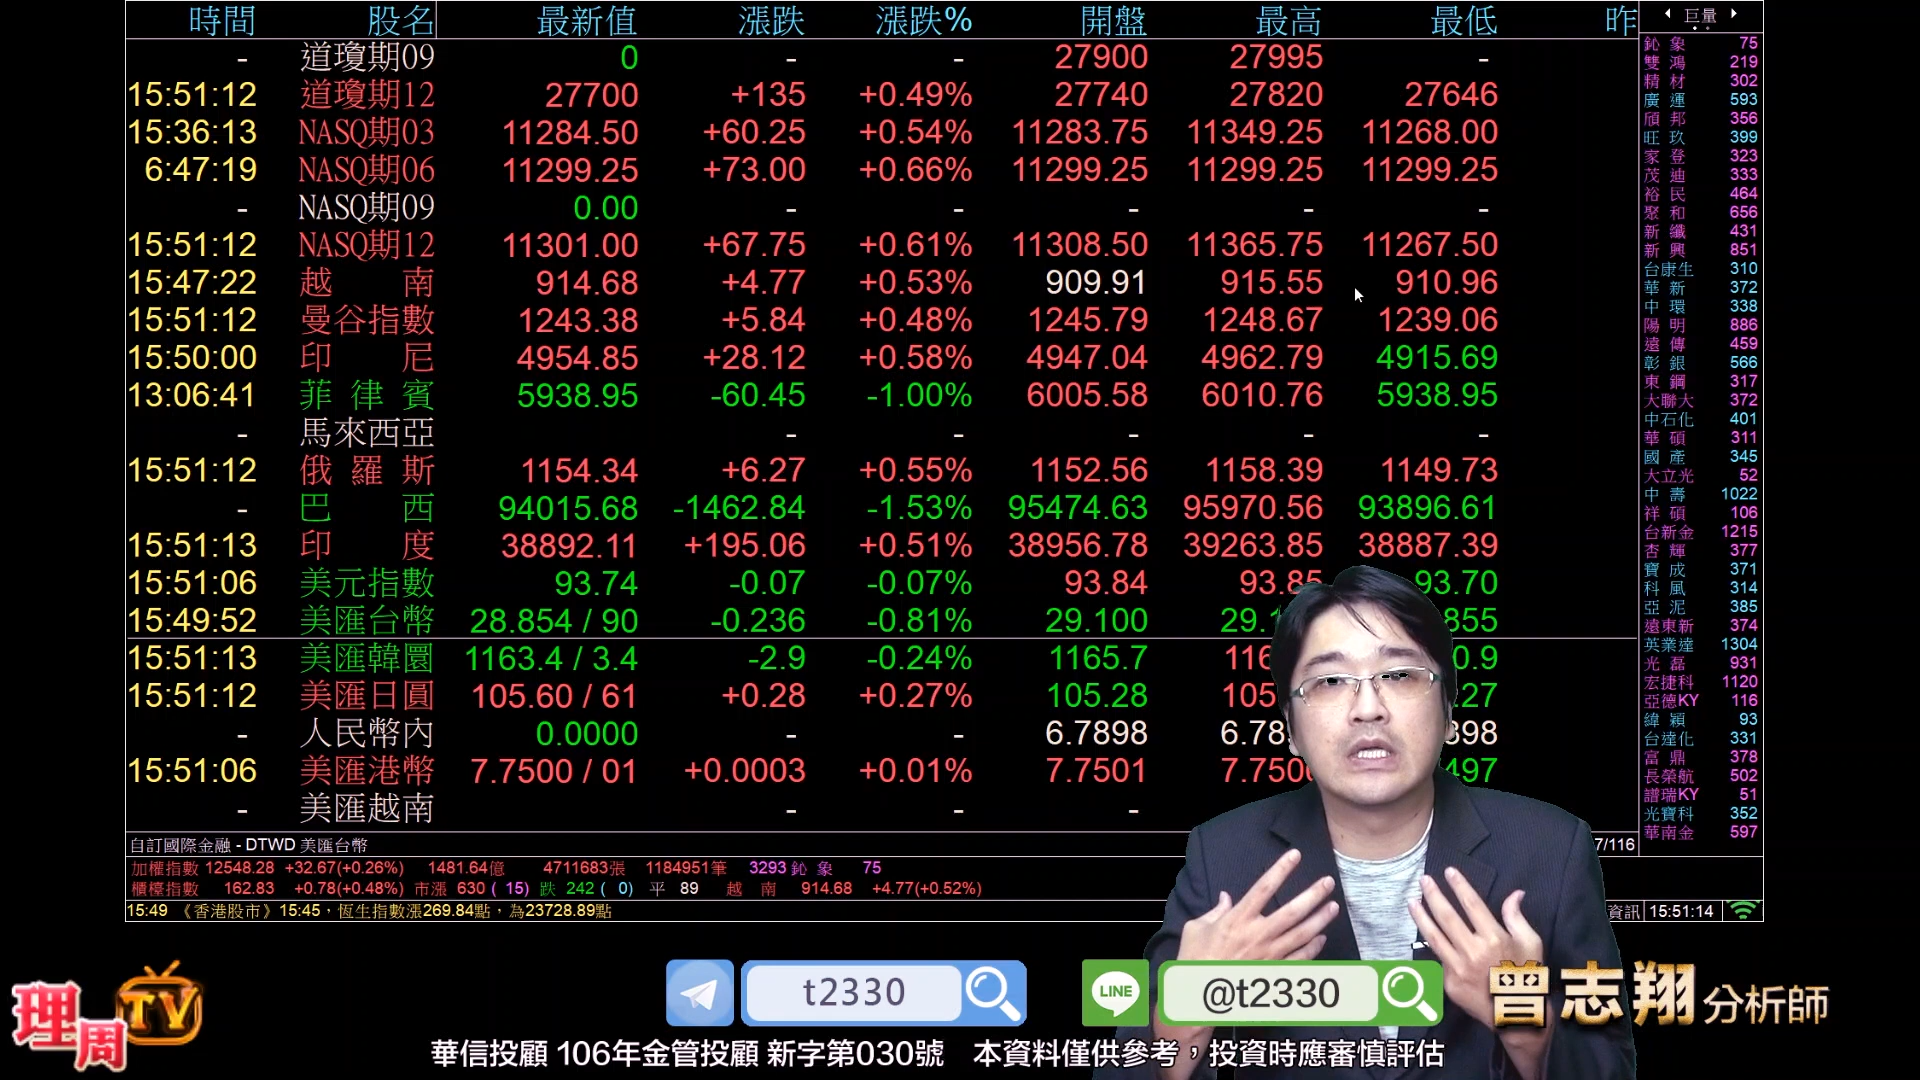 時間 股名 最新值 漲跌 漲跌% 開盤 最高 最低 昨
- 道瓊期09 0 - - 27900 27995 -
15:51:12 道瓊期12 27700 +135 +0.49% 27740 27820 27646
15:36:13 NASQ期03 11284.50 +60.25 +0.54% 11283.75 11349.25 11268.00
6:47:19 NASQ期06 11299.25 +73.00 +0.66% 11299.25 11299.25 11299.25
- NASQ期09 0.00 - - - - -
15:51:12 NASQ期12 11301.00 +67.75 +0.61% 11308.50 11365.75 11267.50
15:47:22 越南 914.68 +4.77 +0.53% 909.91 915.55 910.96
15:51:12 曼谷指數 1243.38 +5.84 +0.48% 1245.79 1248.67 1239.06
15:50:00 印尼 4954.85 +28.12 +0.58% 4947.04 4962.79 4915.69
13:06:41 菲律賓 5938.95 -60.45 -1.00% 6005.58 6010.76 5938.95
- 馬來西亞 - - - - -
15:51:12 俄羅斯 1154.34 +6.27 +0.55% 1152.56 1158.39 1149.73
- 巴西 94015.68 -1462.84 -1.53% 95474.63 95970.56 93896.61
15:51:13 印度 38892.11 +195.06 +0.51% 38956.78 39263.85 38887.39
15:51:06 美元指數 93.74 -0.07 -0.07% 93.84 93.85 93.70
15:49:52 美匯台幣 28.854 / 90 -0.236 -0.81% 29.100 29.1 855
15:51:13 美匯韓圜 1163.4 / 3.4 -2.9 -0.24% 1165.7 116 0.9
15:51:12 美匯日圓 105.60 / 61 +0.28 +0.27% 105.28 105 27
- 人民幣內 0.0000 - - 6.7898 6.78 898
15:51:06 美匯港幣 7.7500 / 01 +0.0003 +0.01% 7.7501 7.7500 497
- 美匯越南 - - -
自訂國際金融 - DTWD 美匯台幣 7/116
加權指數 12548.28 +32.67(+0.26%) 1481.64億 4711683張 1184951筆 3293 鈊象 75
櫃檯指數 162.83 +0.78(+0.48%) 市漲 630 ( 15) 跌 242 ( 0) 平 89 越南 914.68 +4.77(+0.52%)
15:49 《香港股市》15:45，恆生指數漲269.84點，為23728.89點 資訊 15:51:14
巨量
鈊象 75
雙鴻 219
精材 302
廣運 593
頎邦 356
旺玖 399
家登 323
茂迪 333
裕民 464
聚和 656
新纖 431
新興 851
台康生 310
華新 372
中環 338
陽明 886
遠傳 459
彰銀 566
東鋼 317
大聯大 372
中石化 401
華碩 311
國產 345
大立光 52
中壽 1022
祥碩 106
台新金 1215
杏輝 377
寶成 371
科風 314
亞泥 385
遠東新 374
英業達 1304
光磊 931
宏捷科 1120
亞德KY 116
緯穎 93
台達化 331
富鼎 378
長榮航 502
譜瑞KY 51
光寶科 352
華南金 597
理周TV
t2330
LINE
@t2330
曾志翔 分析師
華信投顧 106年金管投顧 新字第030號 本資料僅供參考，投資時應審慎評估